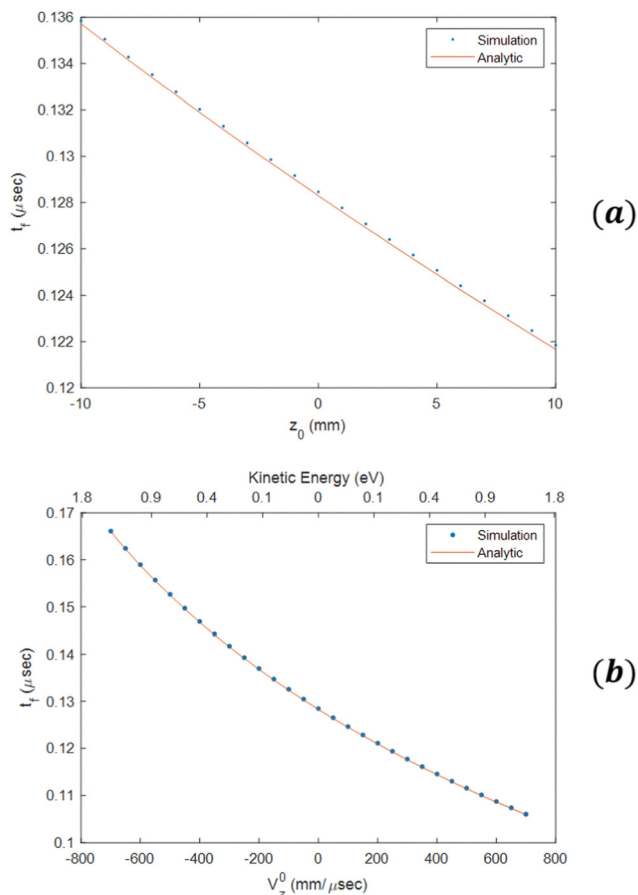 0.136
0.134
0.132
0.13
0.128
0.126
0.124
0.122
0.12
t_f (μsec)
Simulation
Analytic
-10 -5 0 5 10
z_0 (mm)
(a)
Kinetic Energy (eV)
1.8 0.9 0.4 0.1 0 0.1 0.4 0.9 1.8
0.17
0.16
0.15
0.14
0.13
0.12
0.11
0.1
t_f (μsec)
Simulation
Analytic
-800 -600 -400 -200 0 200 400 600 800
V_z^0 (mm/μsec)
(b)